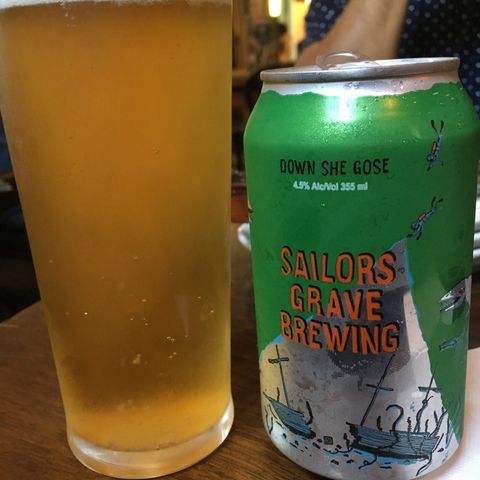 DOWN SHE GOSE
4.5% Alc/Vol 355 ml
SAILORS
GRAVE
BREWING